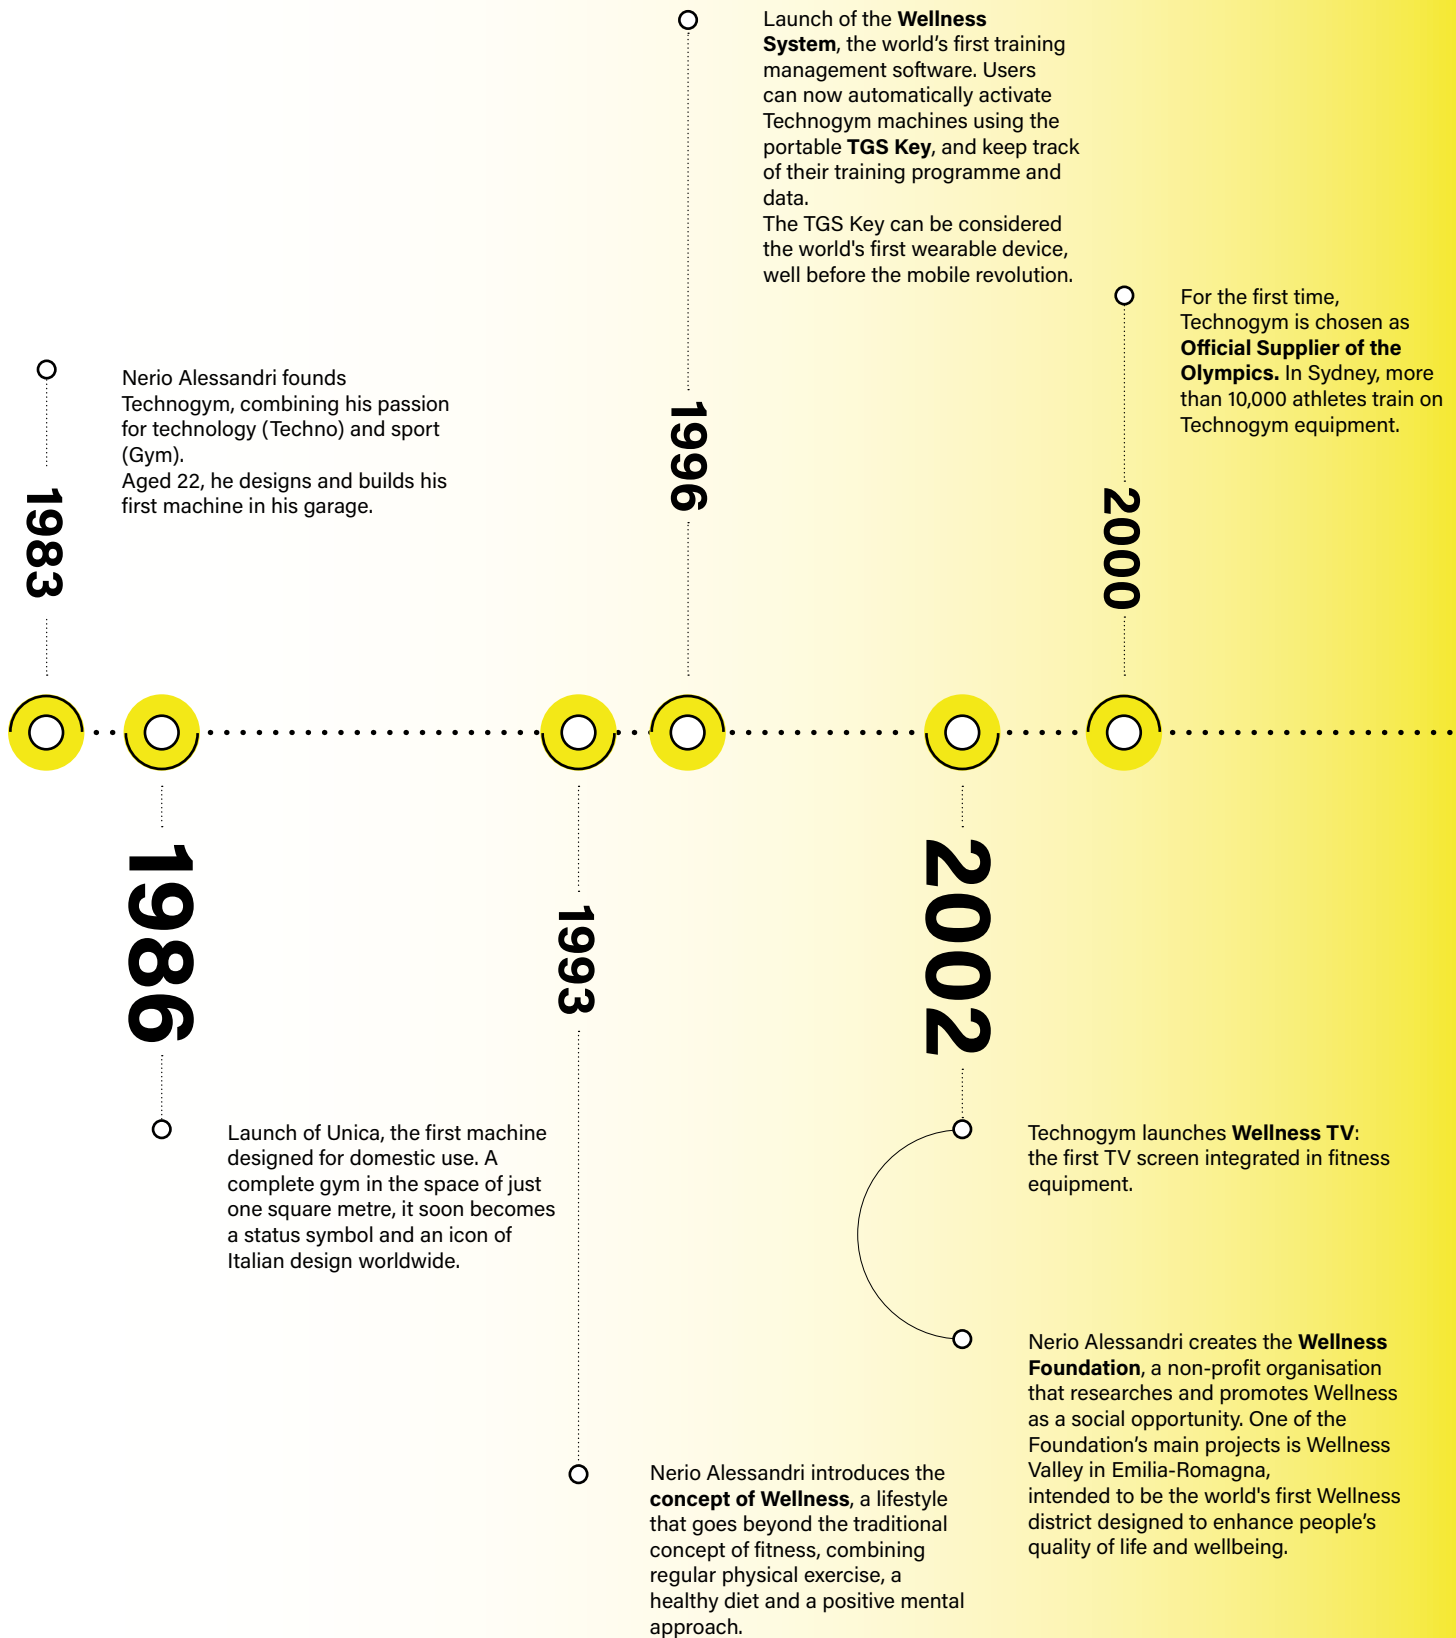 Launch of the Wellness
System, the world's first training
management software. Users
can now automatically activate
Technogym machines using the
portable TGS Key, and keep track
of their training programme and
data.
The TGS Key can be considered
the world's first wearable device,
well before the mobile revolution.
For the first time,
Technogym is chosen as
Official Supplier of the
Olympics. In Sydney, more
than 10,000 athletes train on
Technogym equipment.
Nerio Alessandri founds
Technogym, combining his passion
for technology (Techno) and sport
(Gym).
Aged 22, he designs and builds his
first machine in his garage.
1983
1996
2000
1986
1993
2002
Launch of Unica, the first machine
designed for domestic use. A
complete gym in the space of just
one square metre, it soon becomes
a status symbol and an icon of
Italian design worldwide.
Technogym launches Wellness TV:
the first TV screen integrated in fitness
equipment.
Nerio Alessandri creates the Wellness
Foundation, a non-profit organisation
that researches and promotes Wellness
as a social opportunity. One of the
Foundation's main projects is Wellness
Valley in Emilia-Romagna,
intended to be the world's first Wellness
district designed to enhance people's
quality of life and wellbeing.
Nerio Alessandri introduces the
concept of Wellness, a lifestyle
that goes beyond the traditional
concept of fitness, combining
regular physical exercise, a
healthy diet and a positive mental
approach.